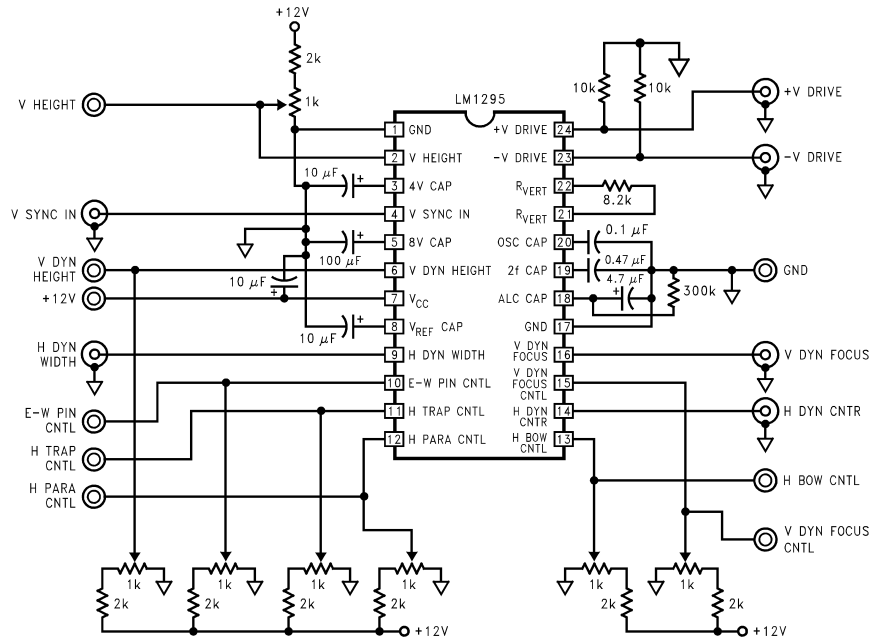 +12V
2k
1k
V HEIGHT
LM1295
10k
10k
+V DRIVE
-V DRIVE
1 GND
+V DRIVE 24
2 V HEIGHT
-V DRIVE 23
10 μF
+
3 4V CAP
RVERT 22
8.2k
V SYNC IN
4 V SYNC IN
RVERT 21
+
100 μF
5 8V CAP
OSC CAP 20
0.1 μF
V DYN
HEIGHT
6 V DYN HEIGHT
2f CAP 19
0.47 μF
GND
10 μF
+
+12V
7 VCC
ALC CAP 18
4.7 μF
+
300k
10 μF
+
8 VREF CAP
GND 17
H DYN
WIDTH
9 H DYN WIDTH
V DYN
FOCUS 16
V DYN FOCUS
10 E-W PIN CNTL
V DYN
FOCUS
CNTL 15
E-W PIN
CNTL
11 H TRAP CNTL
H DYN
CNTR 14
H DYN CNTR
H TRAP
CNTL
12 H PARA CNTL
H BOW
CNTL 13
H PARA
CNTL
H BOW CNTL
V DYN FOCUS
CNTL
1k
1k
1k
1k
1k
1k
2k
2k
2k
2k
2k
2k
+12V
+12V